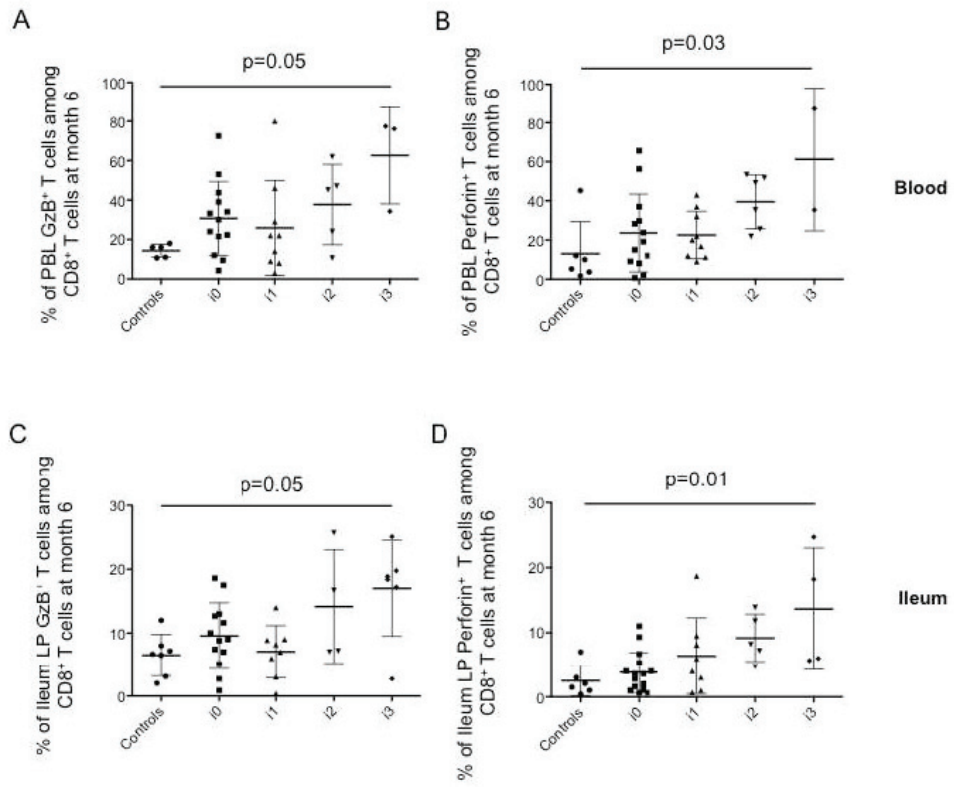 A
p=0.05
% of PBL GzB⁺ T cells among
CD8⁺ T cells at month 6
100
80
60
40
20
0
Controls
i0
i1
i2
i3
B
p=0.03
% of PBL Perforin⁺ T cells among
CD8⁺ T cells at month 6
100
80
60
40
20
0
Controls
i0
i1
i2
i3
Blood
C
p=0.05
% of Ileum LP GzB⁺ T cells among
CD8⁺ T cells at month 6
30
20
10
0
Controls
i0
i1
i2
i3
D
p=0.01
% of Ileum LP Perforin⁺ T cells among
CD8⁺ T cells at month 6
30
20
10
0
Controls
i0
i1
i2
i3
Ileum